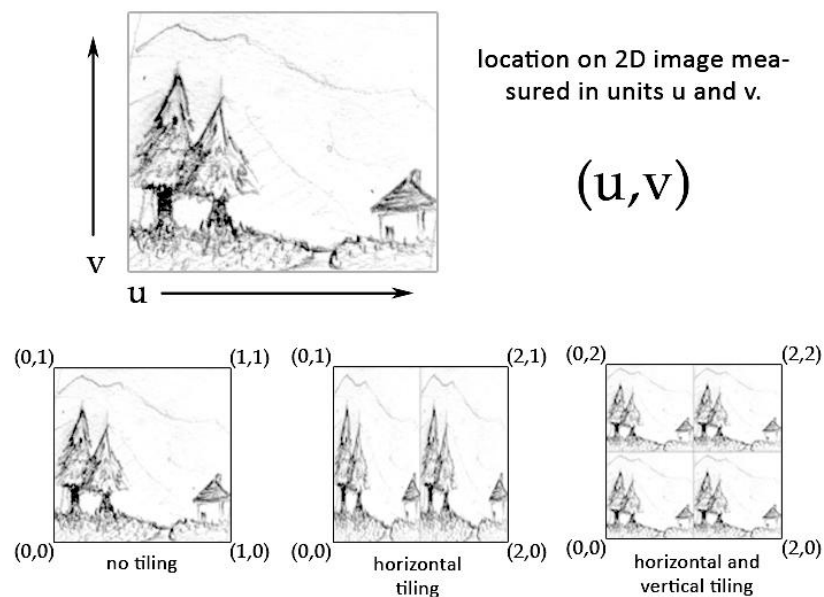 location on 2D image mea-
sured in units u and v.
(u,v)
v
u
(0,1) (1,1) (0,1) (2,1) (0,2) (2,2)
(0,0) (1,0) (0,0) (2,0) (0,0) (2,0)
no tiling
horizontal
tiling
horizontal and
vertical tiling